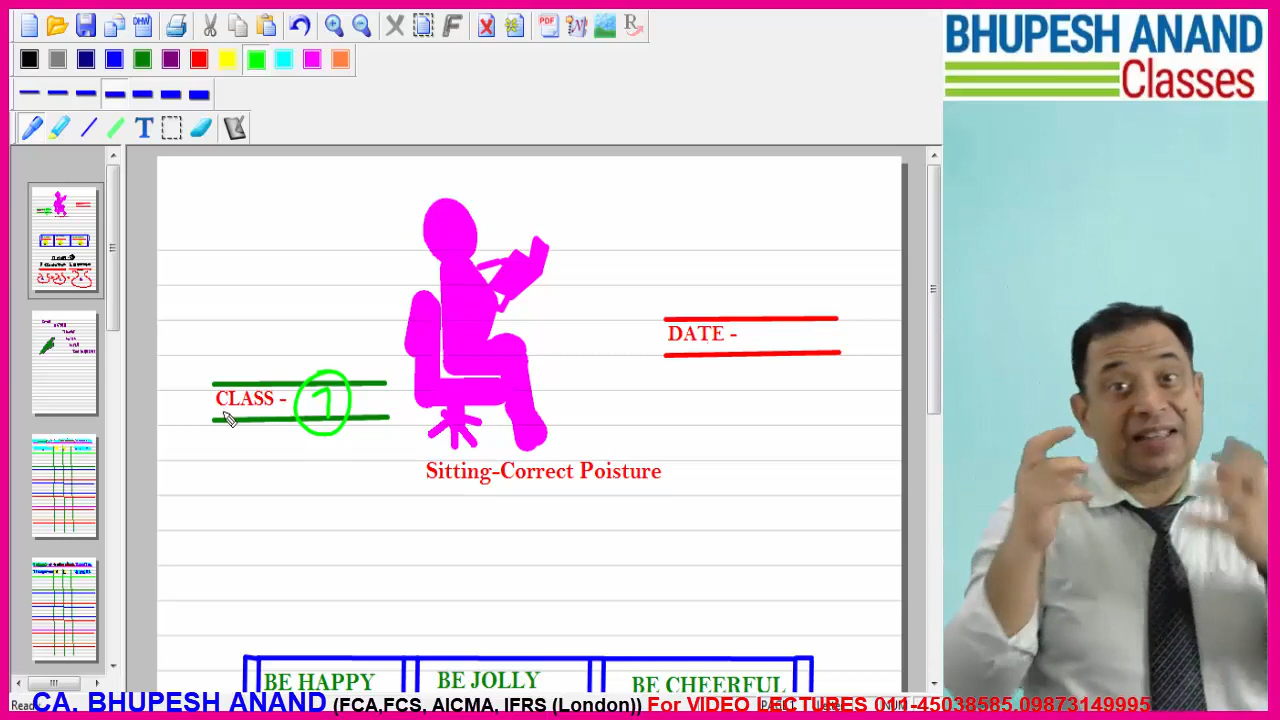 BHUPESH ANAND
Classes
DATE -
CLASS - 1
Sitting-Correct Poisture
BE HAPPY
BE JOLLY
BE CHEERFUL
CA. BHUPESH ANAND (FCA,FCS, AICMA, IFRS (London)) For VIDEO LECTURES 011-45038585,09873149995